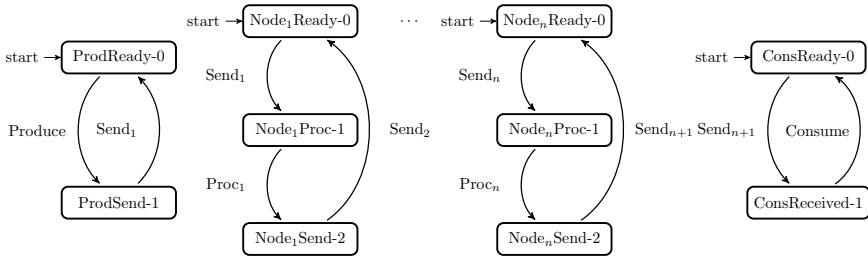 start
ProdReady-0
Produce
Send₁
ProdSend-1
start
Node₁Ready-0
Send₁
Node₁Proc-1
Send₂
Proc₁
Node₁Send-2
...
start
NodeₙReady-0
Sendₙ
NodeₙProc-1
Sendₙ₊₁
Procₙ
NodeₙSend-2
start
ConsReady-0
Sendₙ₊₁
Consume
ConsReceived-1